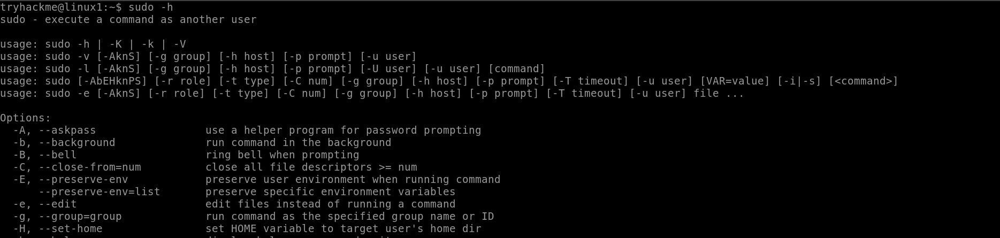 tryhackme@linux1:~$ sudo -h
sudo - execute a command as another user

usage: sudo -h | -K | -k | -V
usage: sudo -v [-AknS] [-g group] [-h host] [-p prompt] [-u user]
usage: sudo -l [-AknS] [-g group] [-h host] [-p prompt] [-U user] [-u user] [command]
usage: sudo [-AbEHknPS] [-r role] [-t type] [-C num] [-g group] [-h host] [-p prompt] [-T timeout] [-u user] [VAR=value] [-i|-s] [<command>]
usage: sudo -e [-AknS] [-r role] [-t type] [-C num] [-g group] [-h host] [-p prompt] [-T timeout] [-u user] file ...

Options:
  -A, --askpass                 use a helper program for password prompting
  -b, --background              run command in the background
  -B, --bell                    ring bell when prompting
  -C, --close-from=num          close all file descriptors >= num
  -E, --preserve-env            preserve user environment when running command
      --preserve-env=list       preserve specific environment variables
  -e, --edit                    edit files instead of running a command
  -g, --group=group             run command as the specified group name or ID
  -H, --set-home                set HOME variable to target user's home dir